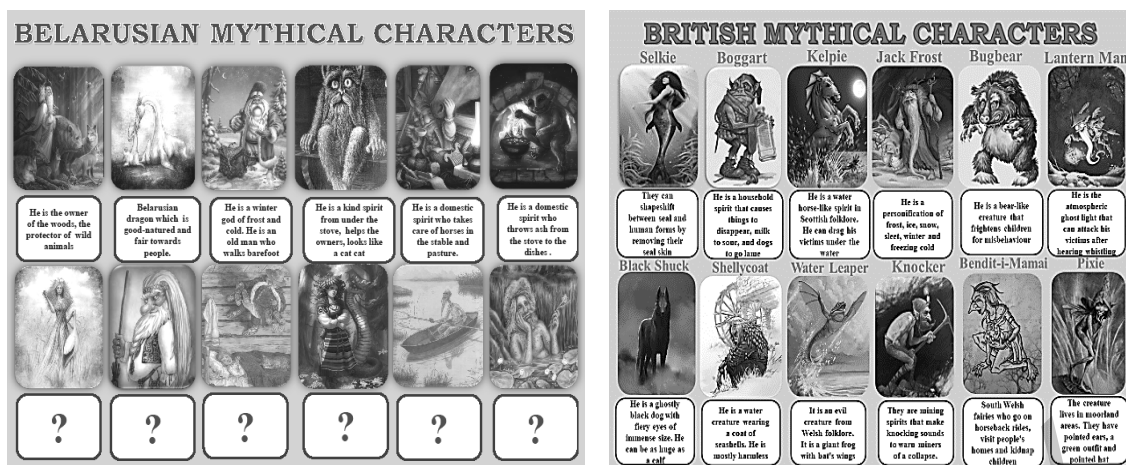 BELARUSIAN MYTHICAL CHARACTERS
He is the owner
of the woods, the
protector of wild
animals
Belarusian
dragon which is
good-natured and
fair towards
people.
He is a winter
god of frost and
cold. He is an
old man who
walks barefoot
He is a kind spirit
from under the
stove, helps the
owners, looks like
a cat cat
He is a domestic
spirit who takes
care of horses in
the stable and
pasture.
He is a domestic
spirit who
throws ash from
the stove to the
dishes .
?
?
?
?
?
?
BRITISH MYTHICAL CHARACTERS
Selkie
Boggart
Kelpie
Jack Frost
Bugbear
Lantern Man
They can
shapeshift
between seal and
human forms by
removing their
seal skin
He is a household
spirit that causes
things to
disappear, milk
to sour, and dogs
to go lame
He is a water
horse-like spirit in
Scottish folklore.
He can drag his
victims under the
water
He is a
personification of
frost, ice, snow,
sleet, winter and
freezing cold
He is a bear-like
creature that
frightens children
for misbehaviour
He is the
atmospheric
ghost light that
can attack his
victims after
hearing whistling
Black Shuck
Shellycoat
Water Leaper
Knocker
Bendit-i-Mamai
Pixie
He is a ghostly
black dog with
fiery eyes of
immense size. He
can be as huge as
a calf
He is a water
creature wearing
a coat of
seashells. He is
mostly harmless
It is an evil
creature from
Welsh folklore.
It is a giant frog
with bat's wings
They are mining
spirits that make
knocking sounds
to warn miners
of a collapse.
South Welsh
fairies who go on
horseback rides,
visit people's
homes and kidnap
children
The creature
lives in moorland
areas. They have
pointed ears, a
green outfit and
pointed hat